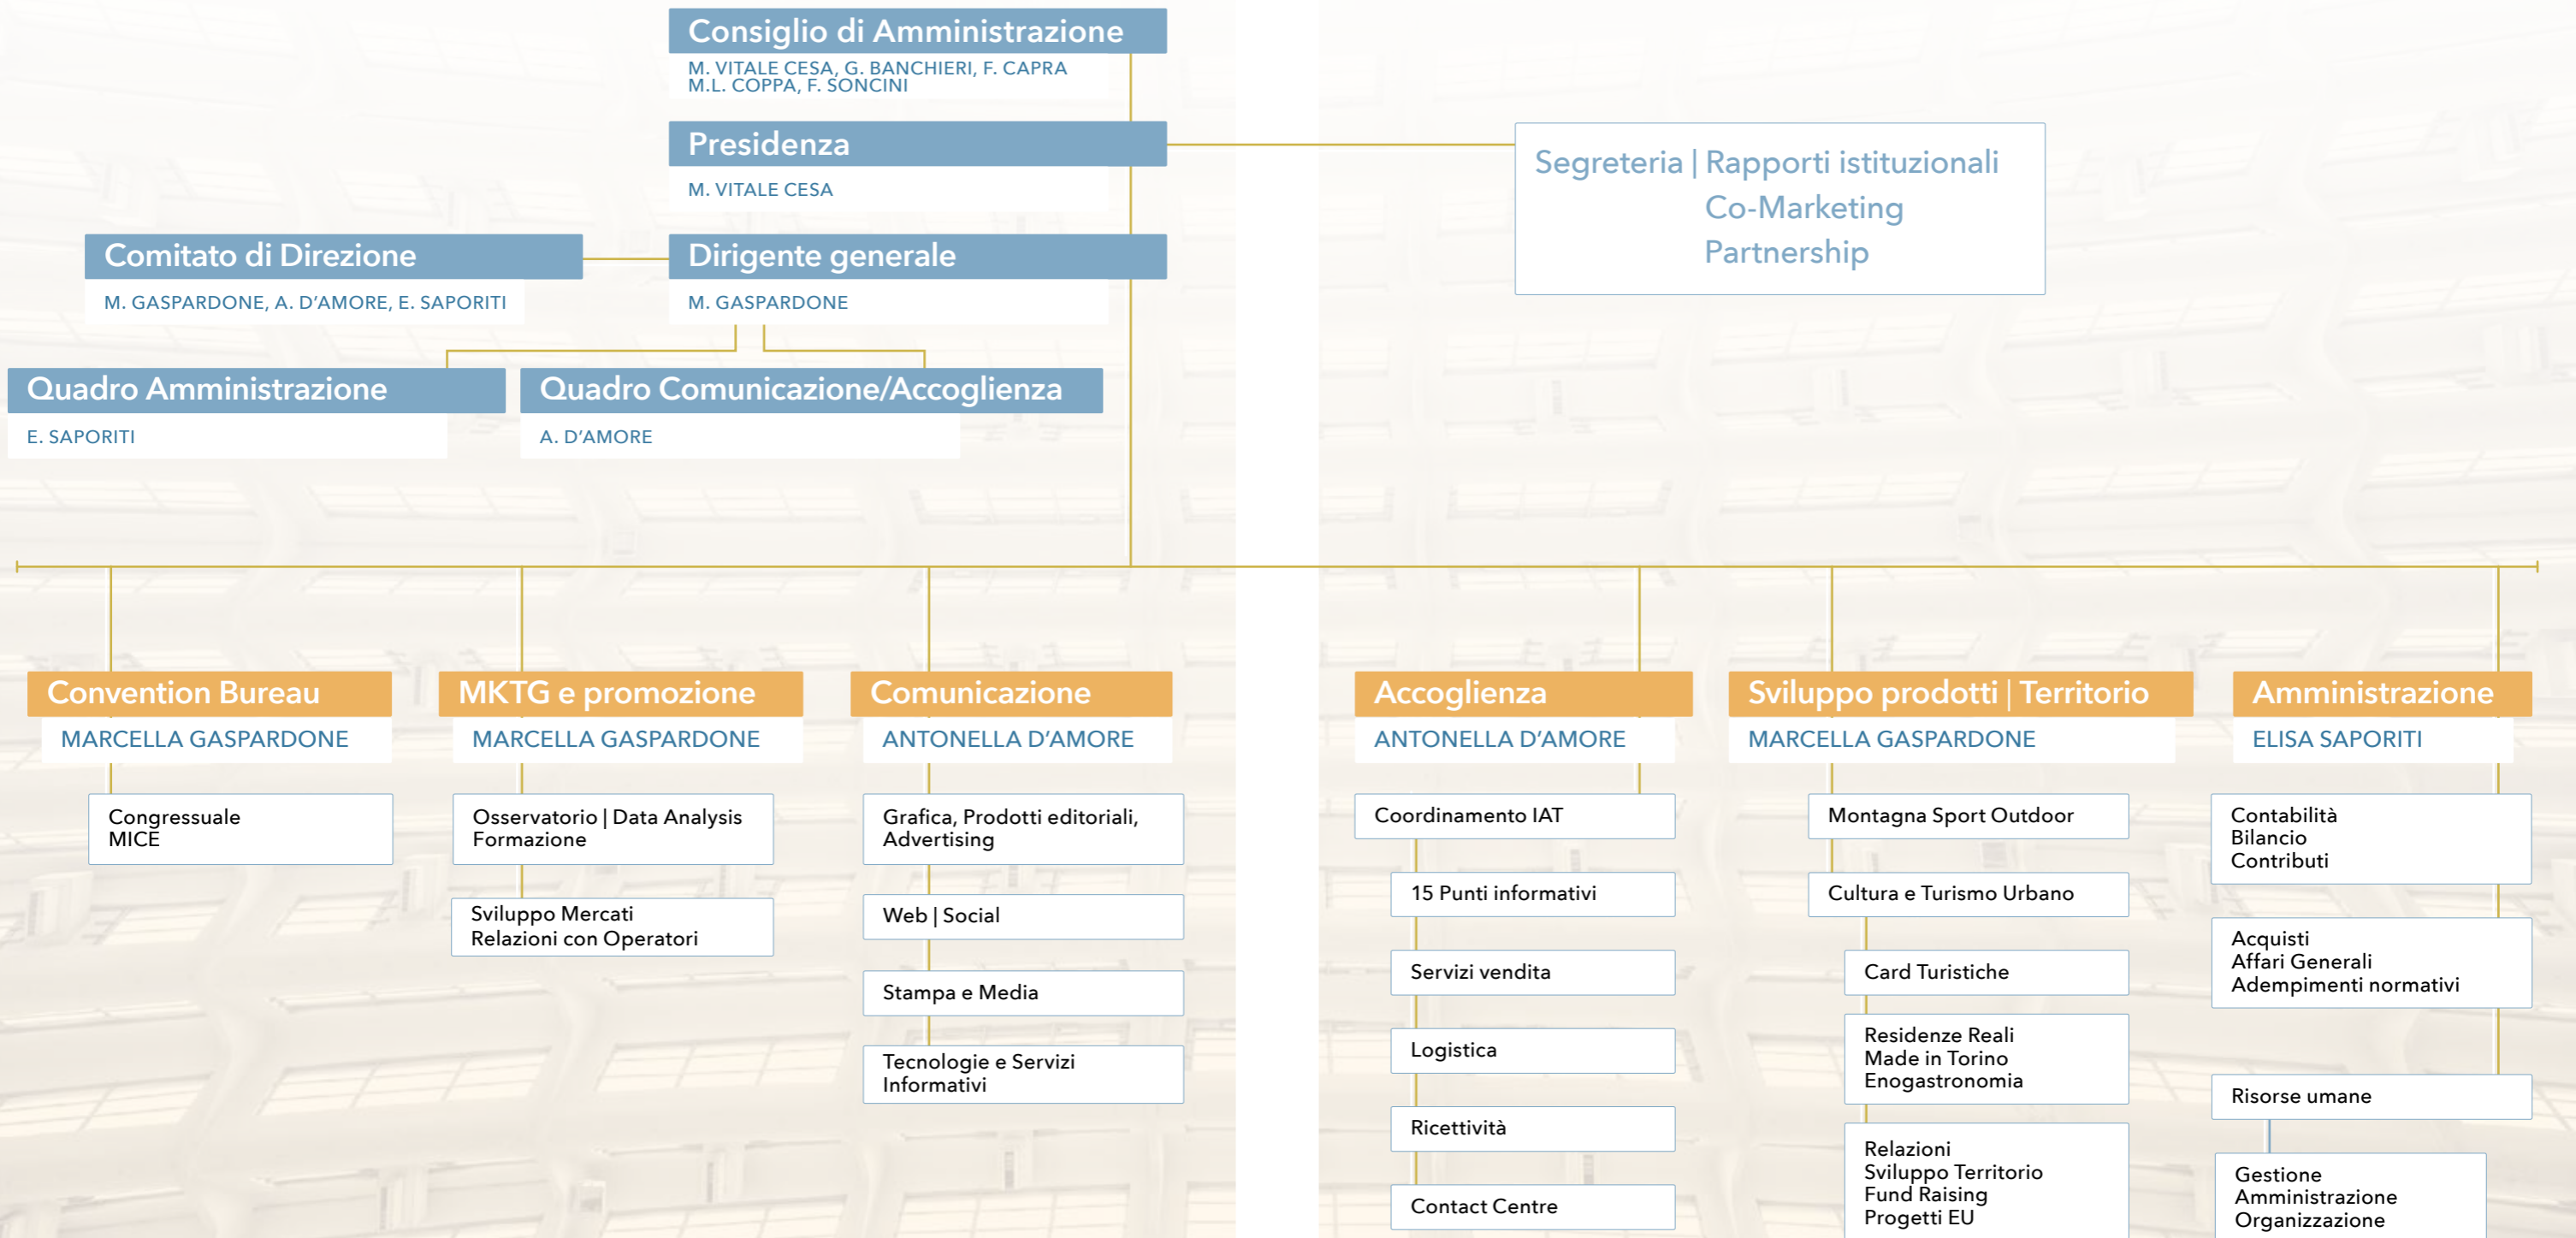 Consiglio di Amministrazione
M. VITALE CESA, G. BANCHIERI, F. CAPRA
M.L. COPPA, F. SONCINI
Presidenza
M. VITALE CESA
Segreteria | Rapporti istituzionali
Co-Marketing
Partnership
Comitato di Direzione
M. GASPARDONE, A. D’AMORE, E. SAPORITI
Dirigente generale
M. GASPARDONE
Quadro Amministrazione
E. SAPORITI
Quadro Comunicazione/Accoglienza
A. D’AMORE
Convention Bureau
MARCELLA GASPARDONE
Congressuale
MICE
MKTG e promozione
MARCELLA GASPARDONE
Osservatorio | Data Analysis
Formazione
Sviluppo Mercati
Relazioni con Operatori
Comunicazione
ANTONELLA D’AMORE
Grafica, Prodotti editoriali,
Advertising
Web | Social
Stampa e Media
Tecnologie e Servizi
Informativi
Accoglienza
ANTONELLA D’AMORE
Coordinamento IAT
15 Punti informativi
Servizi vendita
Logistica
Ricettività
Contact Centre
Sviluppo prodotti | Territorio
MARCELLA GASPARDONE
Montagna Sport Outdoor
Cultura e Turismo Urbano
Card Turistiche
Residenze Reali
Made in Torino
Enogastronomia
Relazioni
Sviluppo Territorio
Fund Raising
Progetti EU
Amministrazione
ELISA SAPORITI
Contabilità
Bilancio
Contributi
Acquisti
Affari Generali
Adempimenti normativi
Risorse umane
Gestione
Amministrazione
Organizzazione